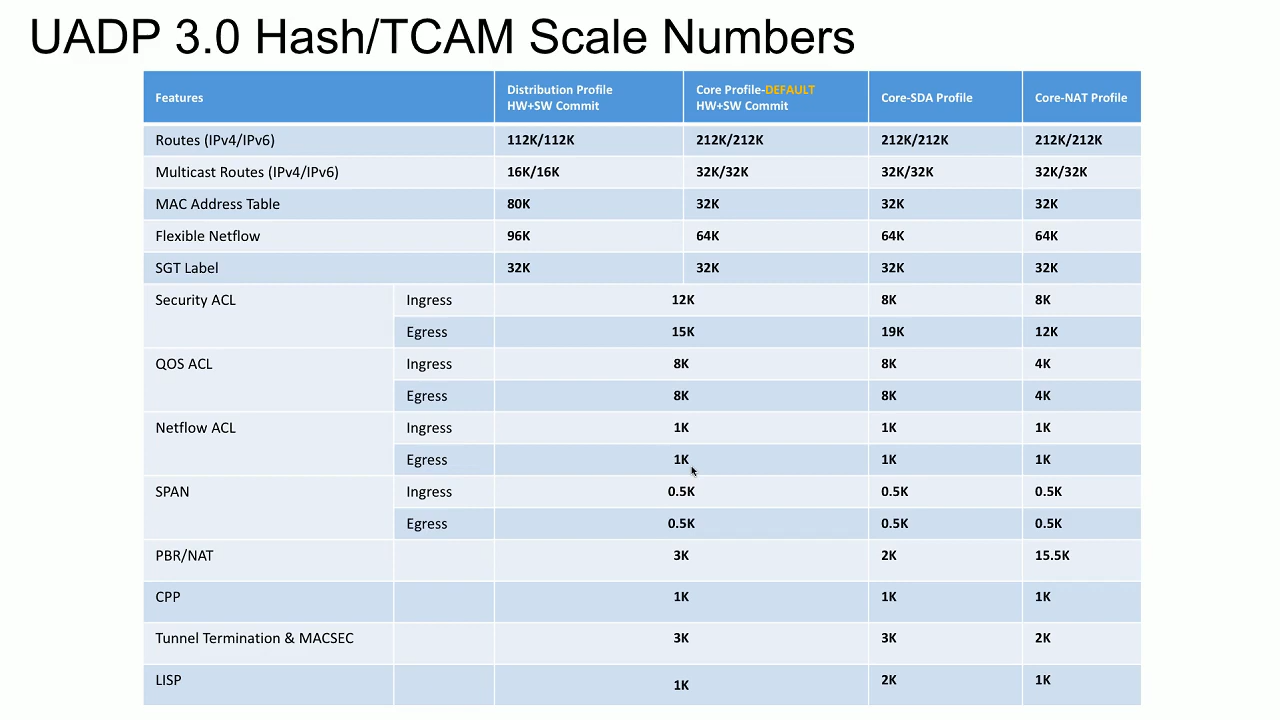 UADP 3.0 Hash/TCAM Scale Numbers
Features Distribution Profile HW+SW Commit Core Profile-DEFAULT HW+SW Commit Core-SDA Profile Core-NAT Profile
Routes (IPv4/IPv6) 112K/112K 212K/212K 212K/212K 212K/212K
Multicast Routes (IPv4/IPv6) 16K/16K 32K/32K 32K/32K 32K/32K
MAC Address Table 80K 32K 32K 32K
Flexible Netflow 96K 64K 64K 64K
SGT Label 32K 32K 32K 32K
Security ACL Ingress 12K 8K 8K
Egress 15K 19K 12K
QOS ACL Ingress 8K 8K 4K
Egress 8K 8K 4K
Netflow ACL Ingress 1K 1K 1K
Egress 1K 1K 1K
SPAN Ingress 0.5K 0.5K 0.5K
Egress 0.5K 0.5K 0.5K
PBR/NAT 3K 2K 15.5K
CPP 1K 1K 1K
Tunnel Termination & MACSEC 3K 3K 2K
LISP 1K 2K 1K